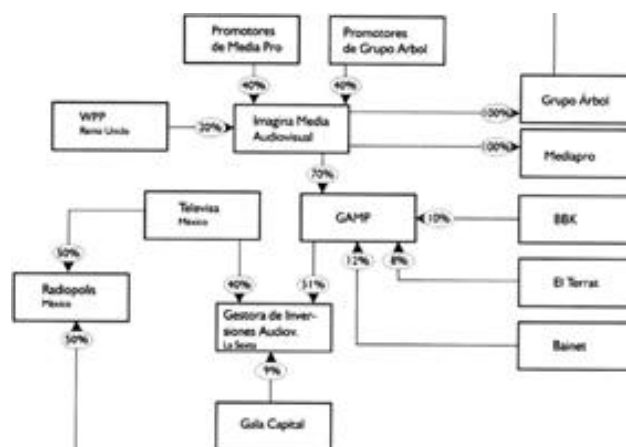 Promotores
de Media Pro
Promotores
de Grupo Arbol
40%
40%
WPP
Reino Unido
20%
Imagina Media
Audiovisual
100%
Grupo Árbol
100%
Mediapro
70%
Televisa
México
GAMP
10%
BBK
50%
12%
8%
El Terrat
Radiopolis
México
40%
51%
50%
Gestora de Inver-
siones Audiov.
La Sexta
Bainet
9%
Gala Capital